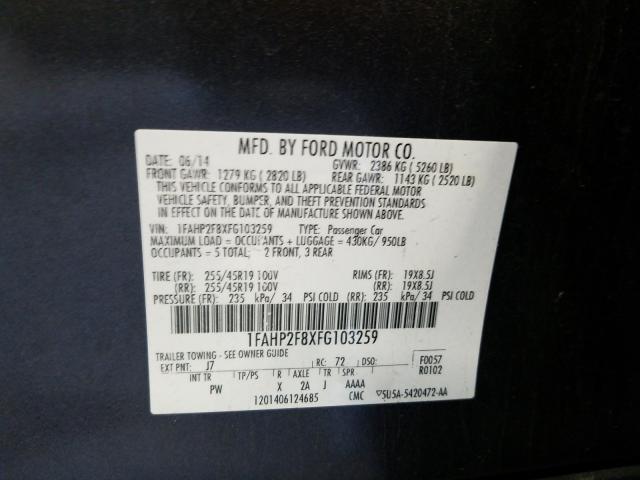 MFD. BY FORD MOTOR CO.
DATE: 06/14 GVWR: 2386 KG ( 5260 LB)
FRONT GAWR: 1279 KG ( 2820 LB) REAR GAWR: 1143 KG ( 2520 LB)
THIS VEHICLE CONFORMS TO ALL APPLICABLE FEDERAL MOTOR
VEHICLE SAFETY, BUMPER, AND THEFT PREVENTION STANDARDS
IN EFFECT ON THE DATE OF MANUFACTURE SHOWN ABOVE.
VIN: 1FAHP2F8XFG103259 TYPE: Passenger Car
MAXIMUM LOAD = OCCUPANTS + LUGGAGE = 430KG/ 950LB
OCCUPANTS = 5 TOTAL: 2 FRONT, 3 REAR
TIRE (FR): 255/45R19 100V RIMS (FR): 19X8.5J
(RR): 255/45R19 100V (RR): 19X8.5J
PRESSURE (FR): 235 kPa/ 34 PSI COLD (RR): 235 kPa/ 34 PSI COLD
1FAHP2F8XFG103259
TRAILER TOWING - SEE OWNER GUIDE
EXT PNT: J7 RC: 72 DSO: F0057
R0102
INT TR TP/PS R AXLE TR SPR
PW X 2A J AAAA
1201406124685 CMC 5U5A-5420472-AA